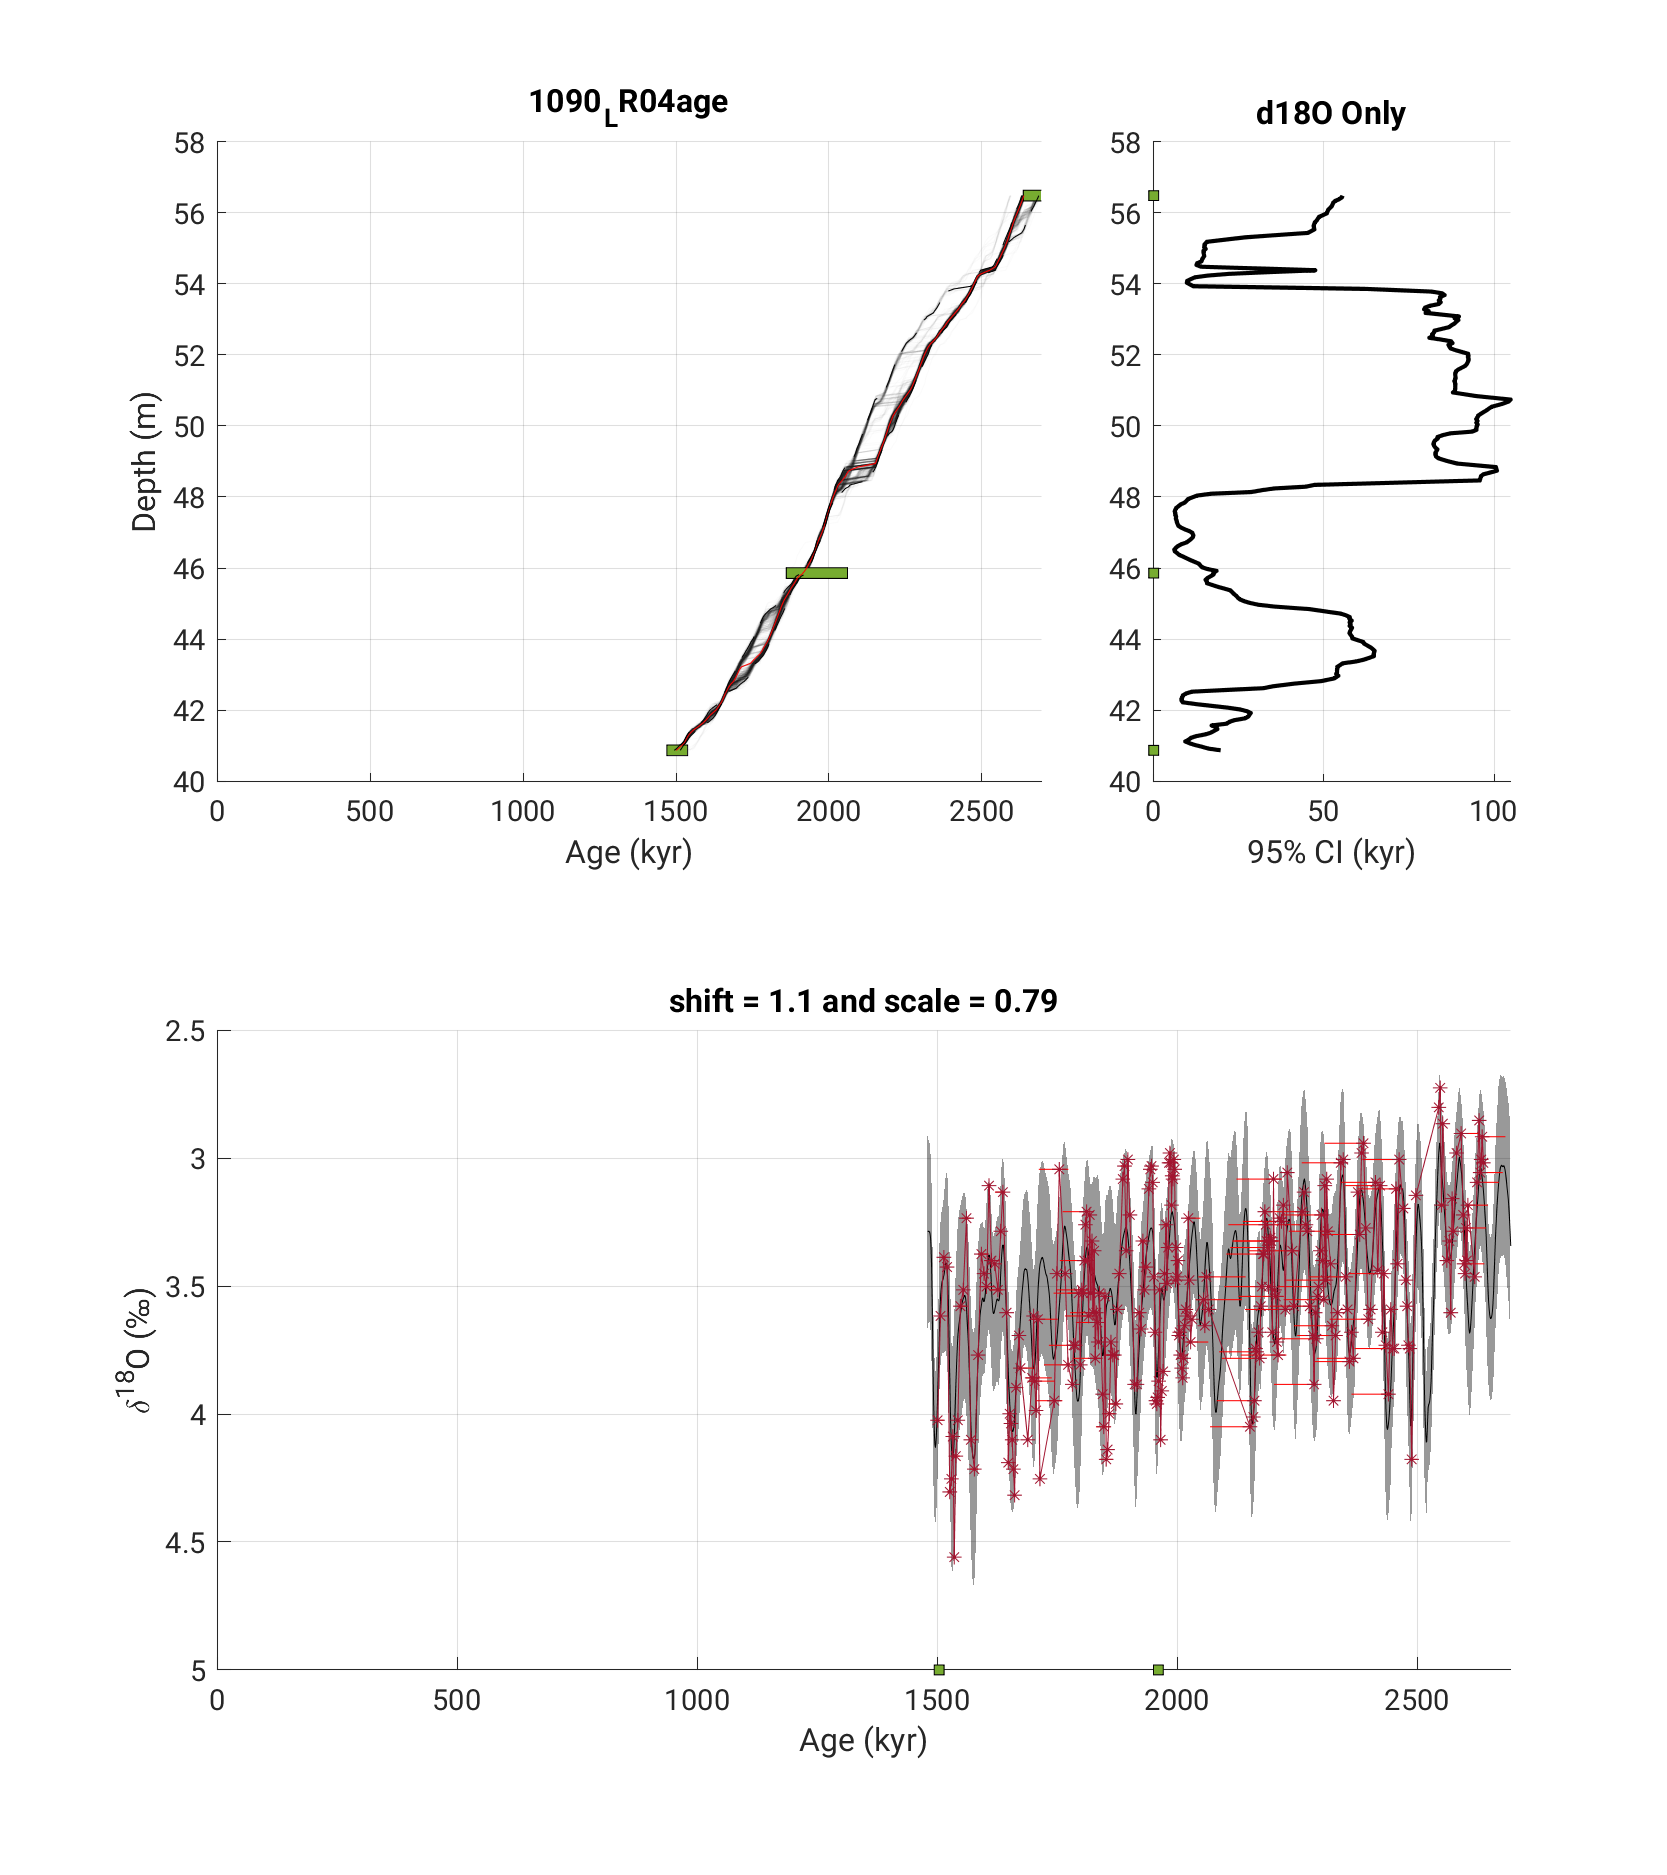 1090LR04age
58
56
54
52
50
48
46
44
42
40
Depth (m)
0 500 1000 1500 2000 2500
Age (kyr)
d18O Only
58
56
54
52
50
48
46
44
42
40
0 50 100
95% CI (kyr)
shift = 1.1 and scale = 0.79
2.5
3
3.5
4
4.5
5
δ18O (‰)
0 500 1000 1500 2000 2500
Age (kyr)